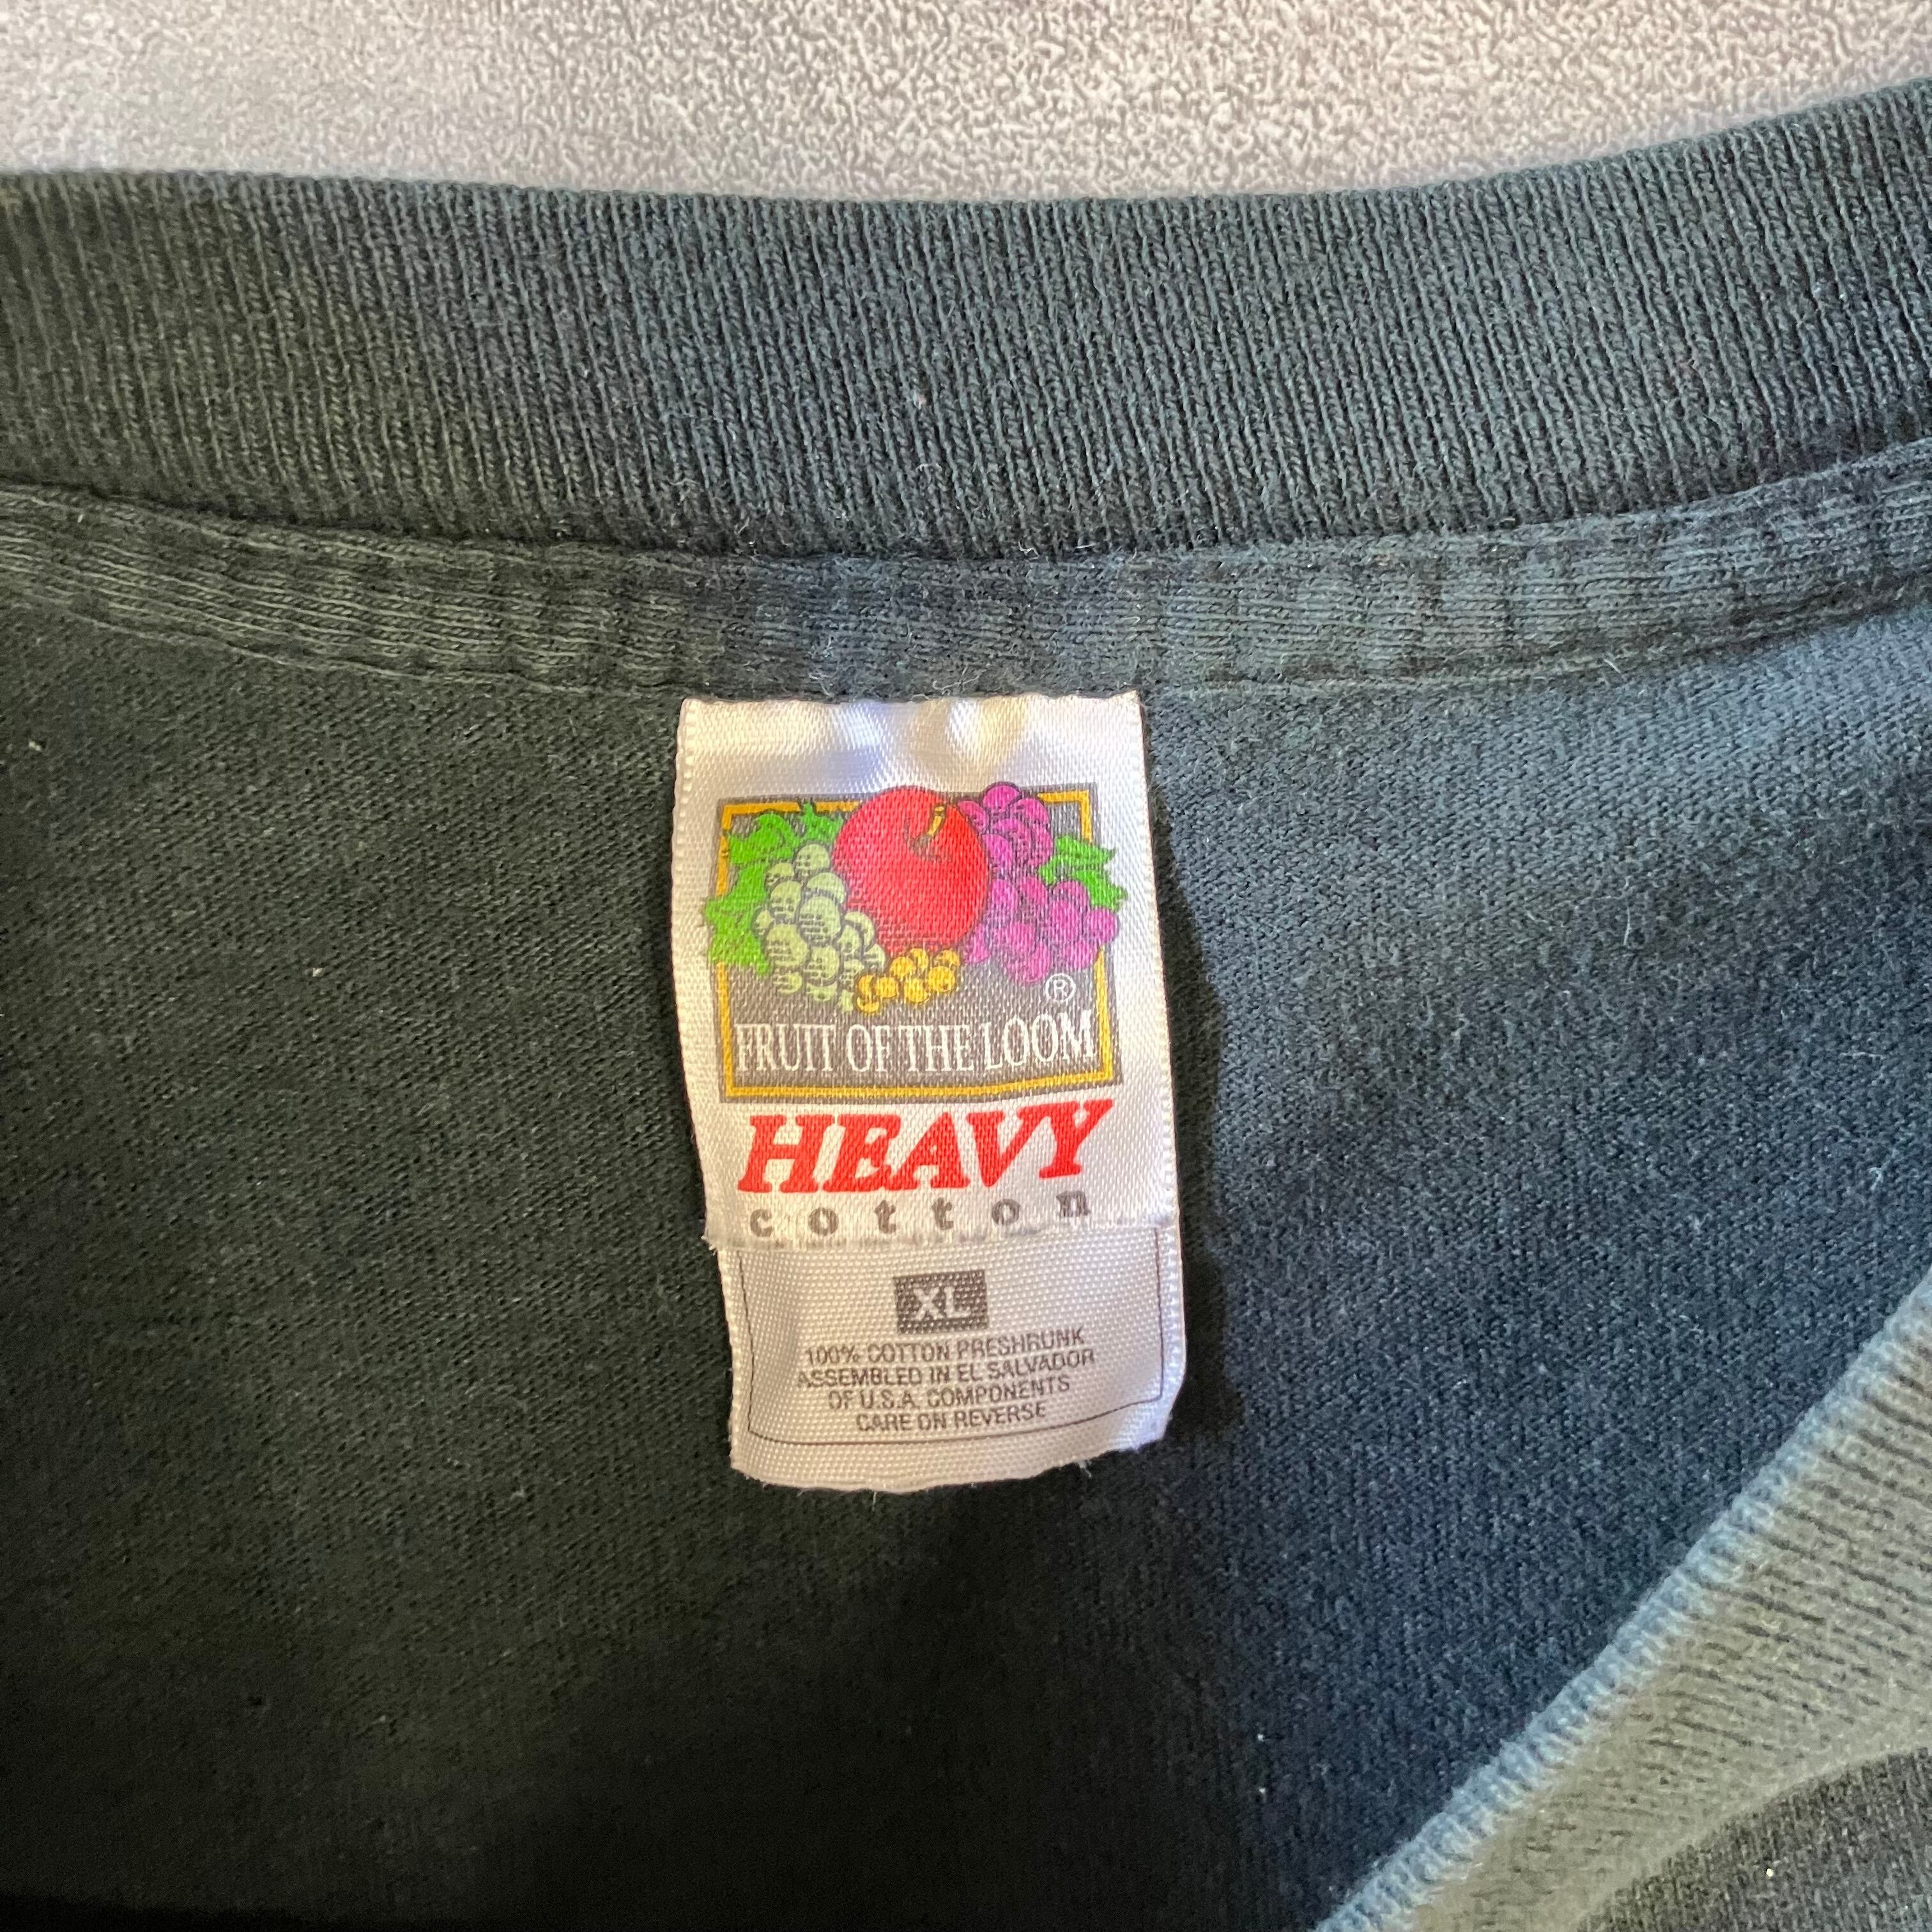 ®
FRUIT OF THE LOOM
HEAVY
cotton
XL
100% COTTON PRESHRUNK
ASSEMBLED IN EL SALVADOR
OF U.S.A. COMPONENTS
CARE ON REVERSE